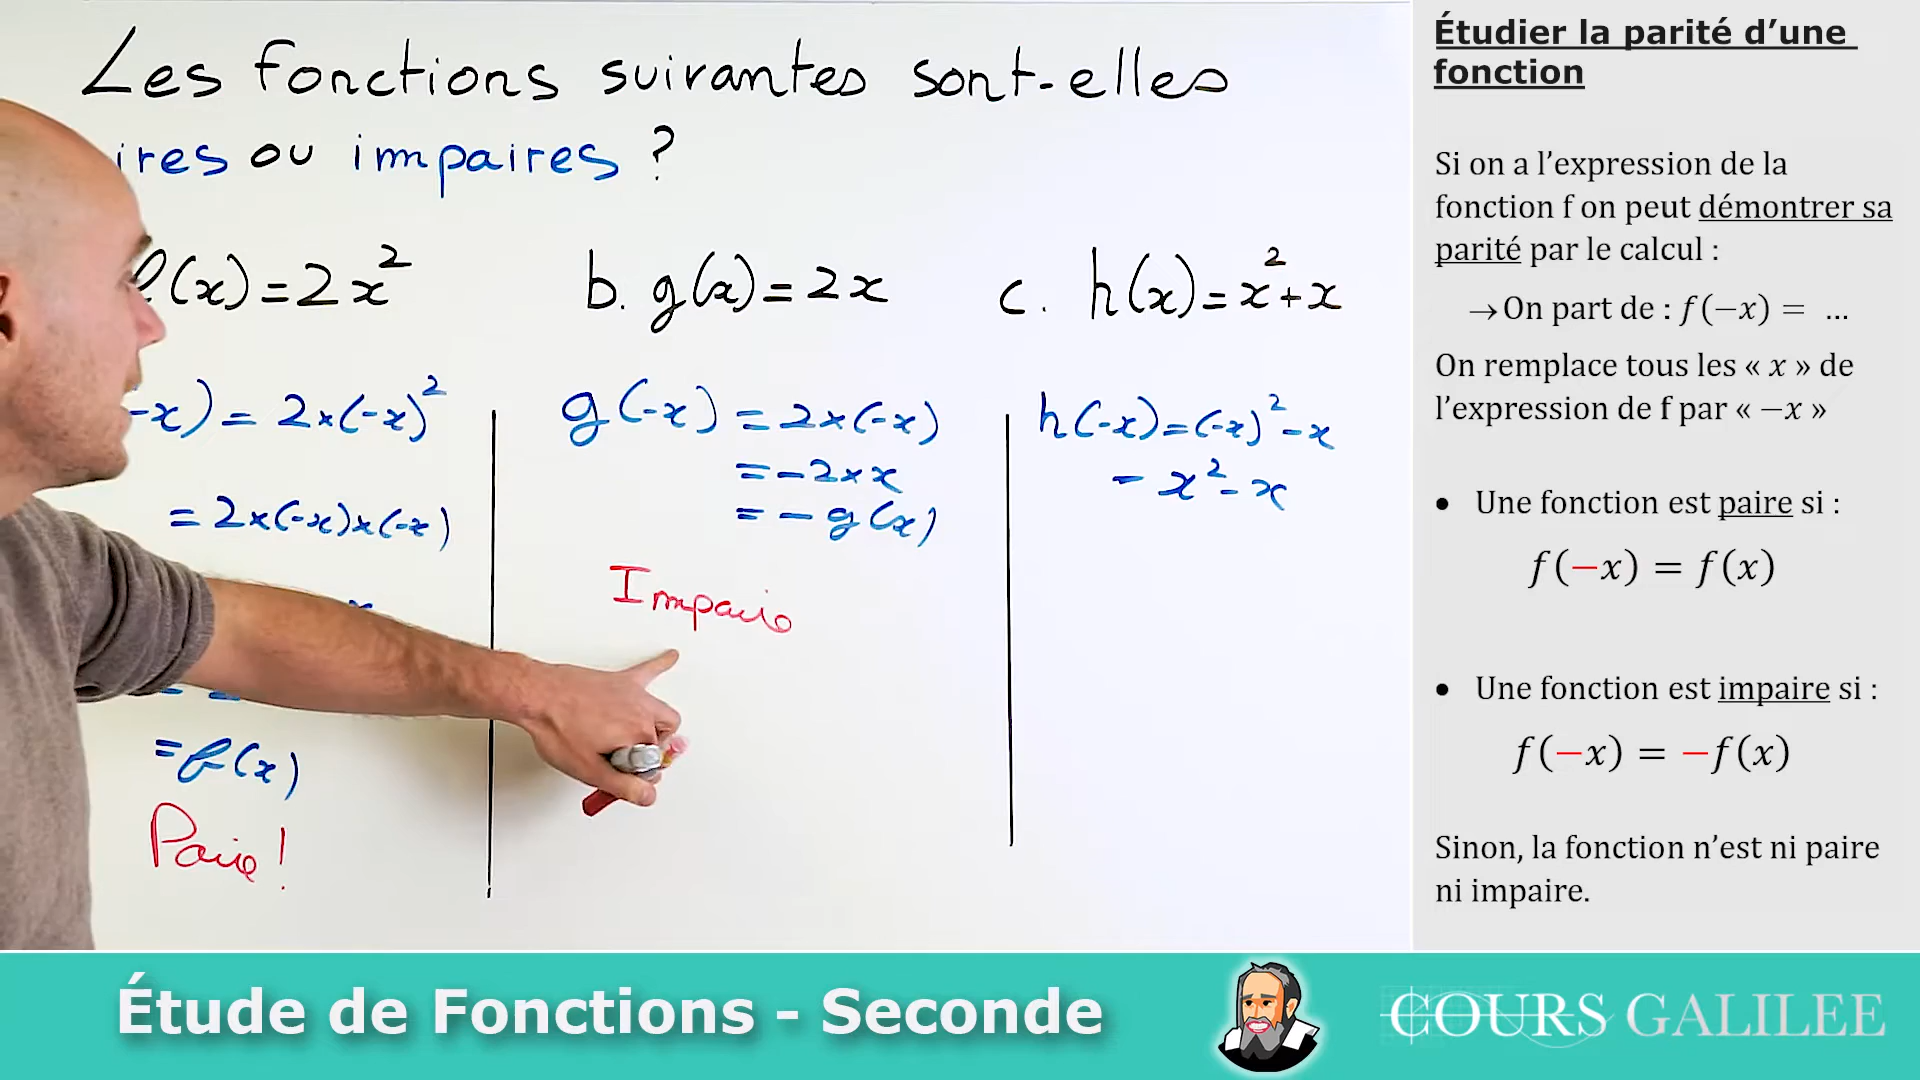 Les fonctions suivantes sont-elles
ires ou impaires ?
f(x)=2x²
b. g(x)=2x
c. h(x)=x²+x
-x)=2×(-x)²
=2×(-x)×(-x)
=f(x)
Paire!
g(-x)=2×(-x)
=-2×x
=-g(x)
Impaire
h(-x)=(-x)²-x
= x²-x
Étudier la parité d’une
fonction
Si on a l’expression de la
fonction f on peut démontrer sa
parité par le calcul :
→ On part de : f(−x) = …
On remplace tous les « x » de
l’expression de f par « −x »
• Une fonction est paire si :
f(−x) = f(x)
• Une fonction est impaire si :
f(−x) = −f(x)
Sinon, la fonction n’est ni paire
ni impaire.
Étude de Fonctions - Seconde
COURS GALILEE